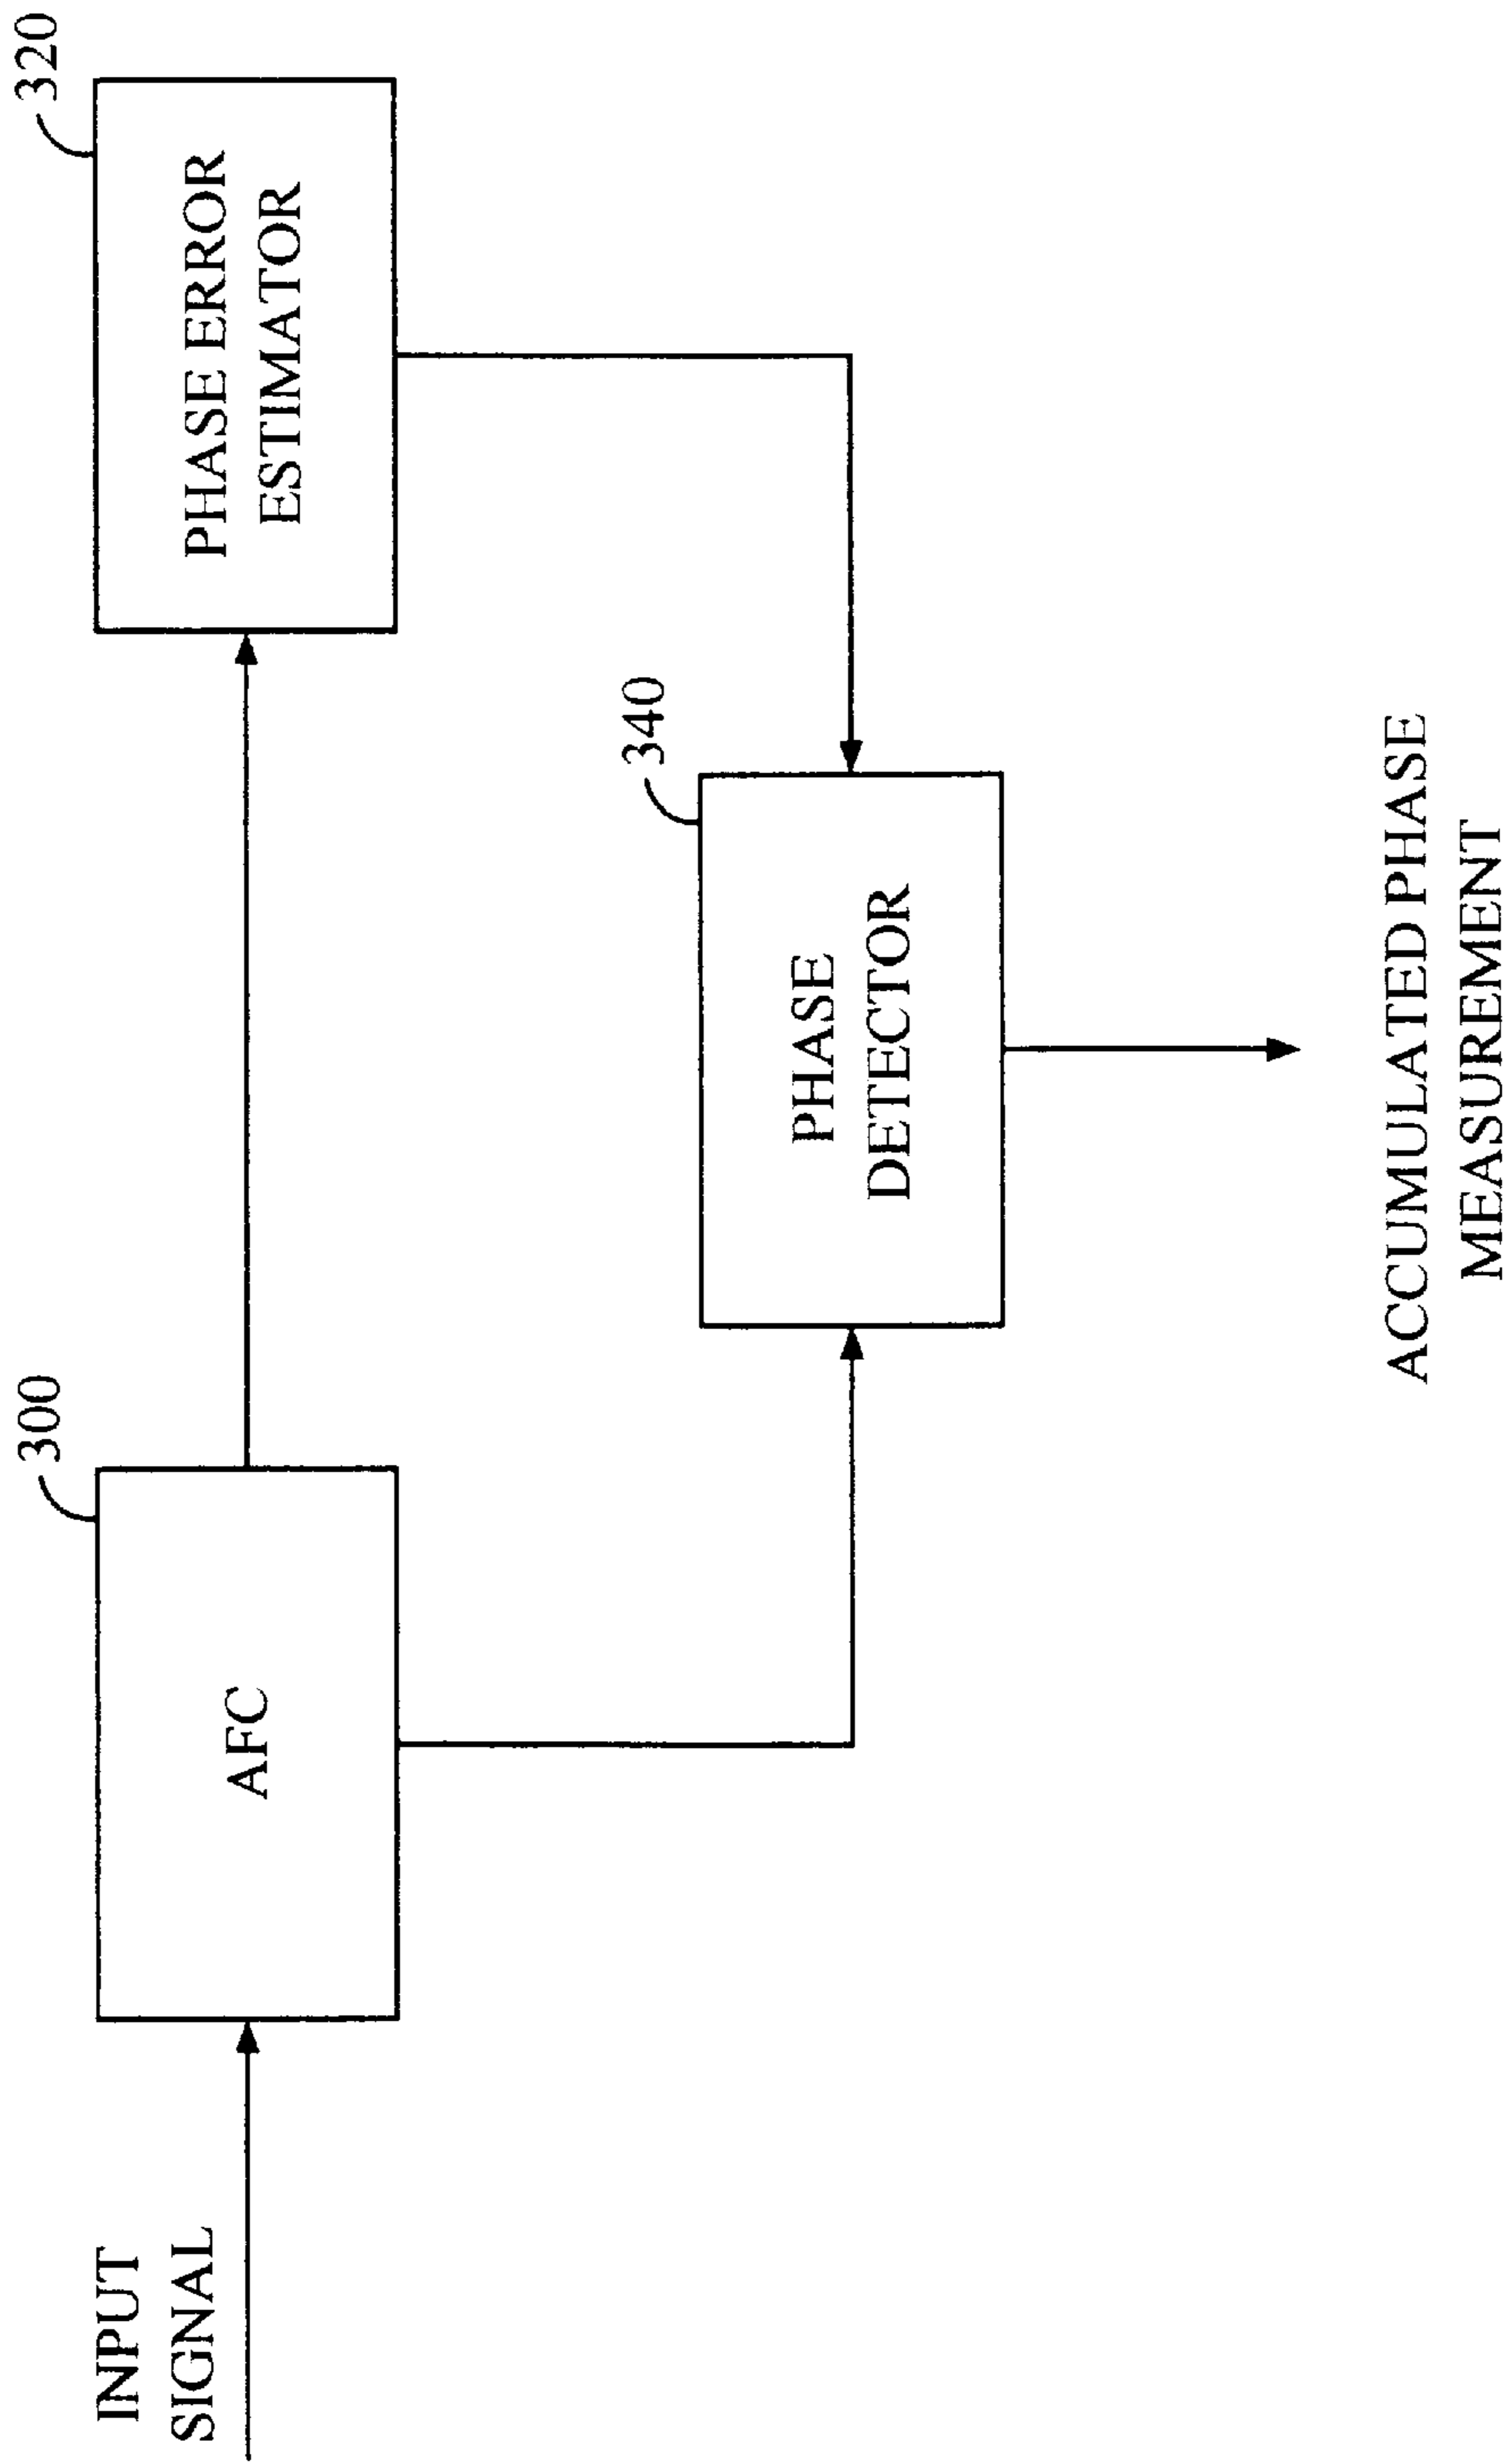 INPUT
SIGNAL
300
AFC
320
PHASE ERROR
ESTIMATOR
340
PHASE
DETECTOR
ACCUMULATED PHASE
MEASUREMENT